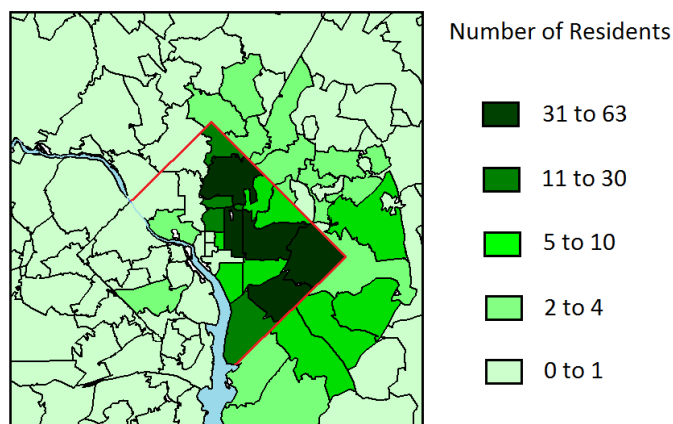 Number of Residents
31 to 63
11 to 30
5 to 10
2 to 4
0 to 1